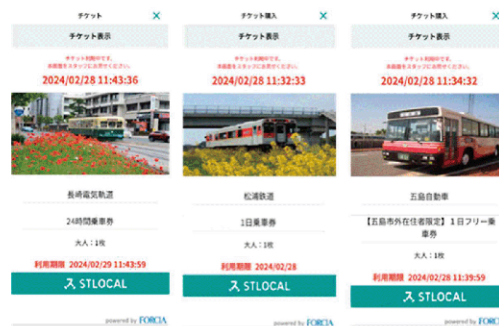 チケット ×
チケット表示
チケット利用中です。
本画面をスタッフにお見せください。
2024/02/28 11:43:36
長崎電気軌道
24時間乗車券
大人：1枚
利用期限 2024/02/29 11:43:59
STLOCAL
powered by FORCIA
チケット購入 ×
チケット表示
チケット利用中です。
本画面をスタッフにお見せください。
2024/02/28 11:32:33
松浦鉄道
1日乗車券
大人：1枚
利用期限 2024/02/28
STLOCAL
powered by FORCIA
チケット購入 ×
チケット表示
チケット利用中です。
本画面をスタッフにお見せください。
2024/02/28 11:34:32
五島自動車
【五島市外在住者限定】1日フリー乗
車券
大人：1枚
利用期限 2024/02/28 11:39:59
STLOCAL
powered by FORCIA